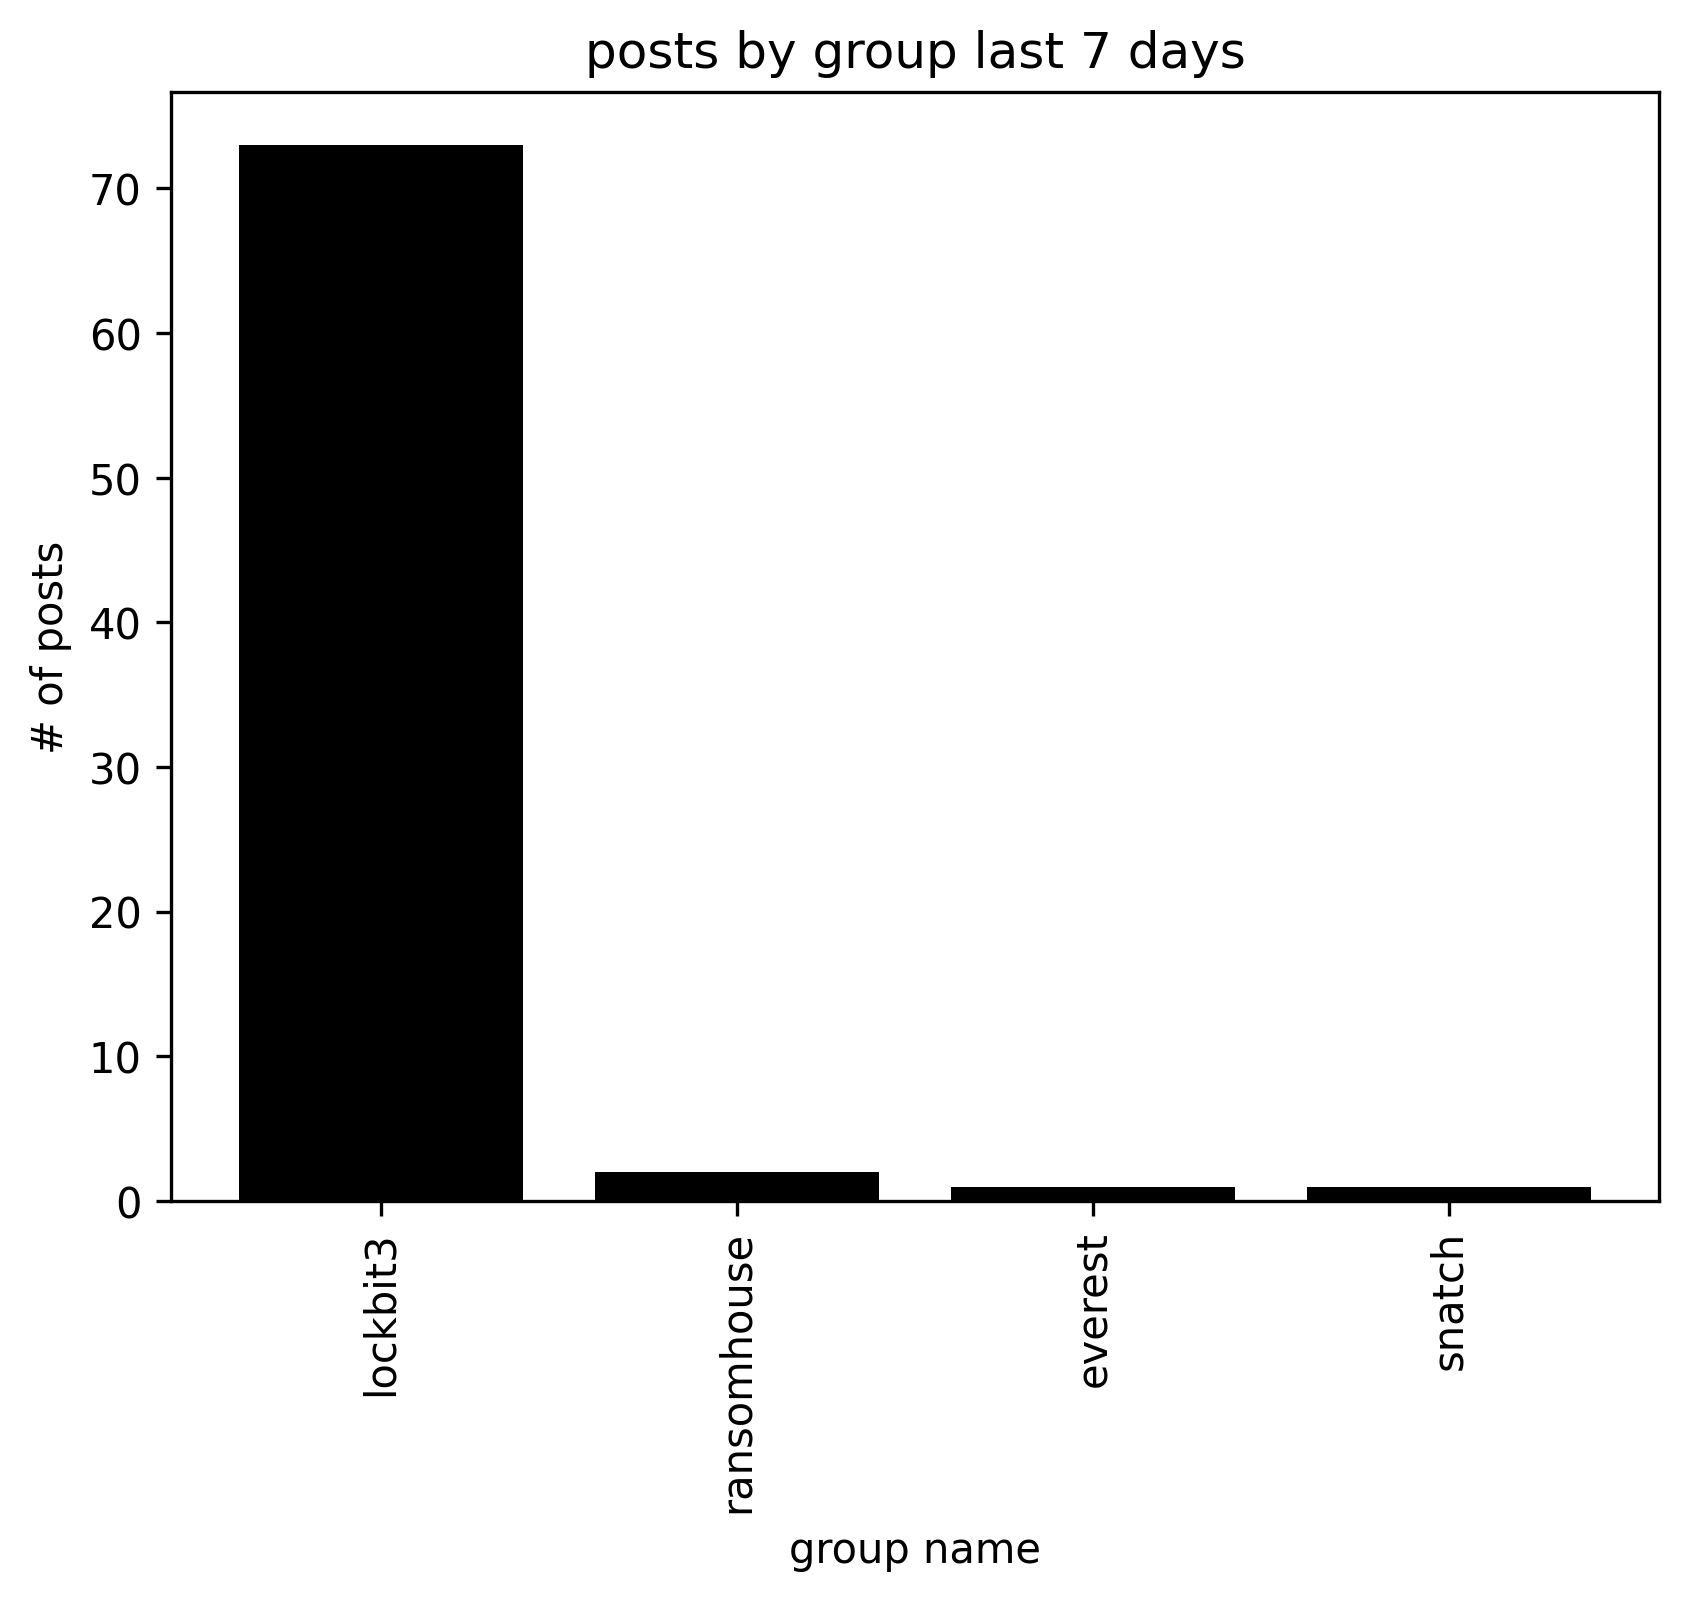 posts by group last 7 days
# of posts
70
60
50
40
30
20
10
0
lockbit3
ransomhouse
everest
snatch
group name